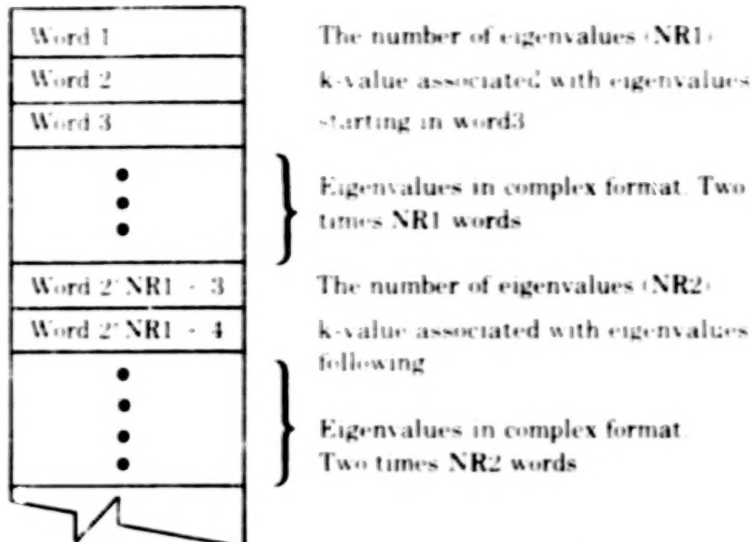 Word 1
The number of eigenvalues (NR1)
Word 2
k-value associated with eigenvalues
Word 3
starting in word3
Eigenvalues in complex format. Two
times NR1 words
Word 2*NR1 + 3
The number of eigenvalues (NR2)
Word 2*NR1 + 4
k-value associated with eigenvalues
following
Eigenvalues in complex format.
Two times NR2 words